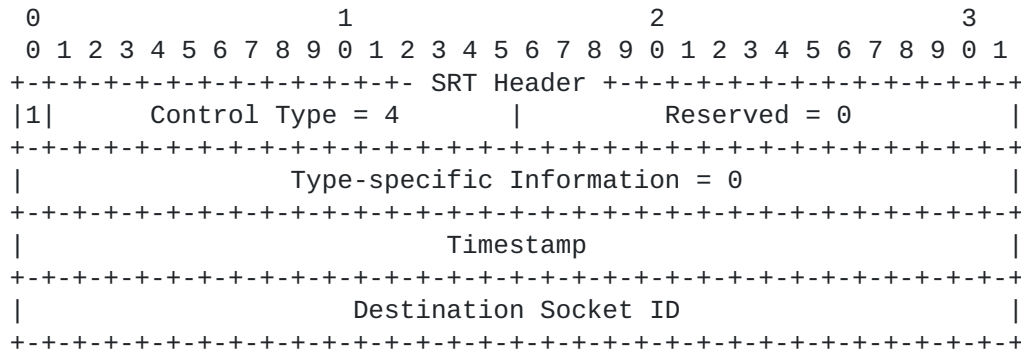 0                   1                   2                   3
 0 1 2 3 4 5 6 7 8 9 0 1 2 3 4 5 6 7 8 9 0 1 2 3 4 5 6 7 8 9 0 1
+-+-+-+-+-+-+-+-+-+-+-+-+- SRT Header +-+-+-+-+-+-+-+-+-+-+-+-+-+
|1|      Control Type = 4       |         Reserved = 0          |
+-+-+-+-+-+-+-+-+-+-+-+-+-+-+-+-+-+-+-+-+-+-+-+-+-+-+-+-+-+-+-+-+
|                 Type-specific Information = 0                 |
+-+-+-+-+-+-+-+-+-+-+-+-+-+-+-+-+-+-+-+-+-+-+-+-+-+-+-+-+-+-+-+-+
|                           Timestamp                           |
+-+-+-+-+-+-+-+-+-+-+-+-+-+-+-+-+-+-+-+-+-+-+-+-+-+-+-+-+-+-+-+-+
|                     Destination Socket ID                     |
+-+-+-+-+-+-+-+-+-+-+-+-+-+-+-+-+-+-+-+-+-+-+-+-+-+-+-+-+-+-+-+-+